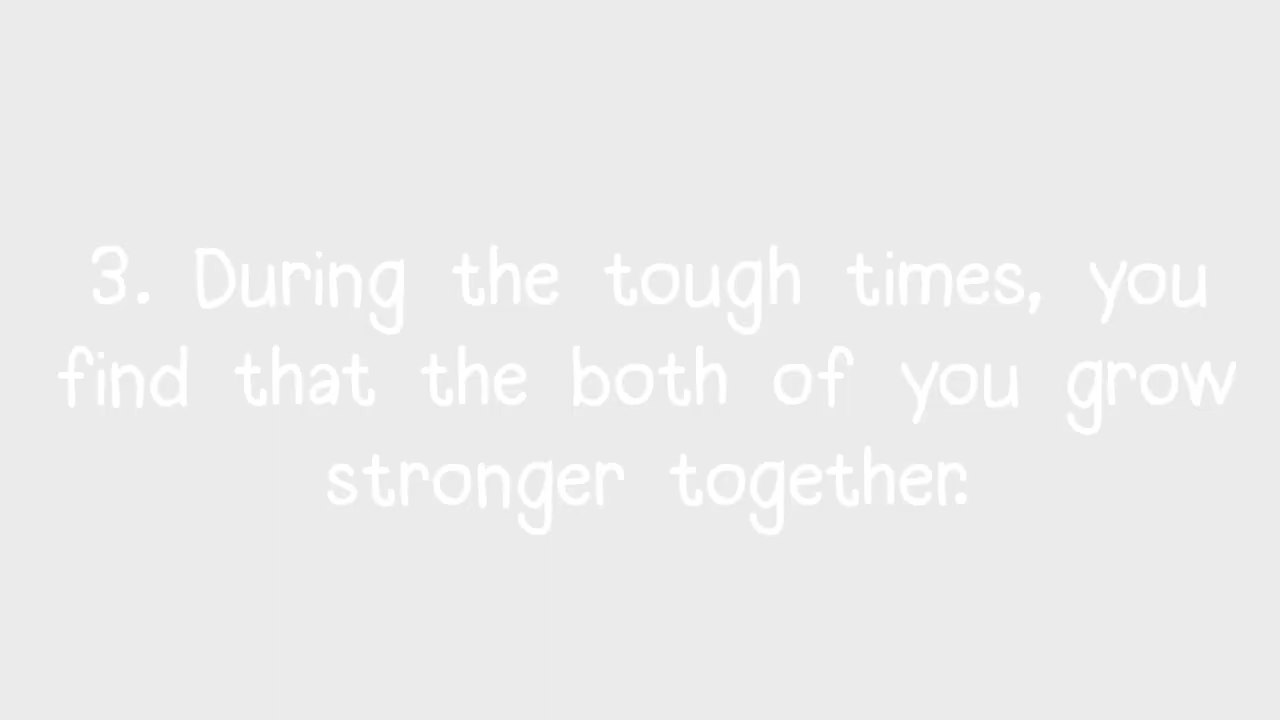 3. During the tough times, you
find that the both of you grow
stronger together.